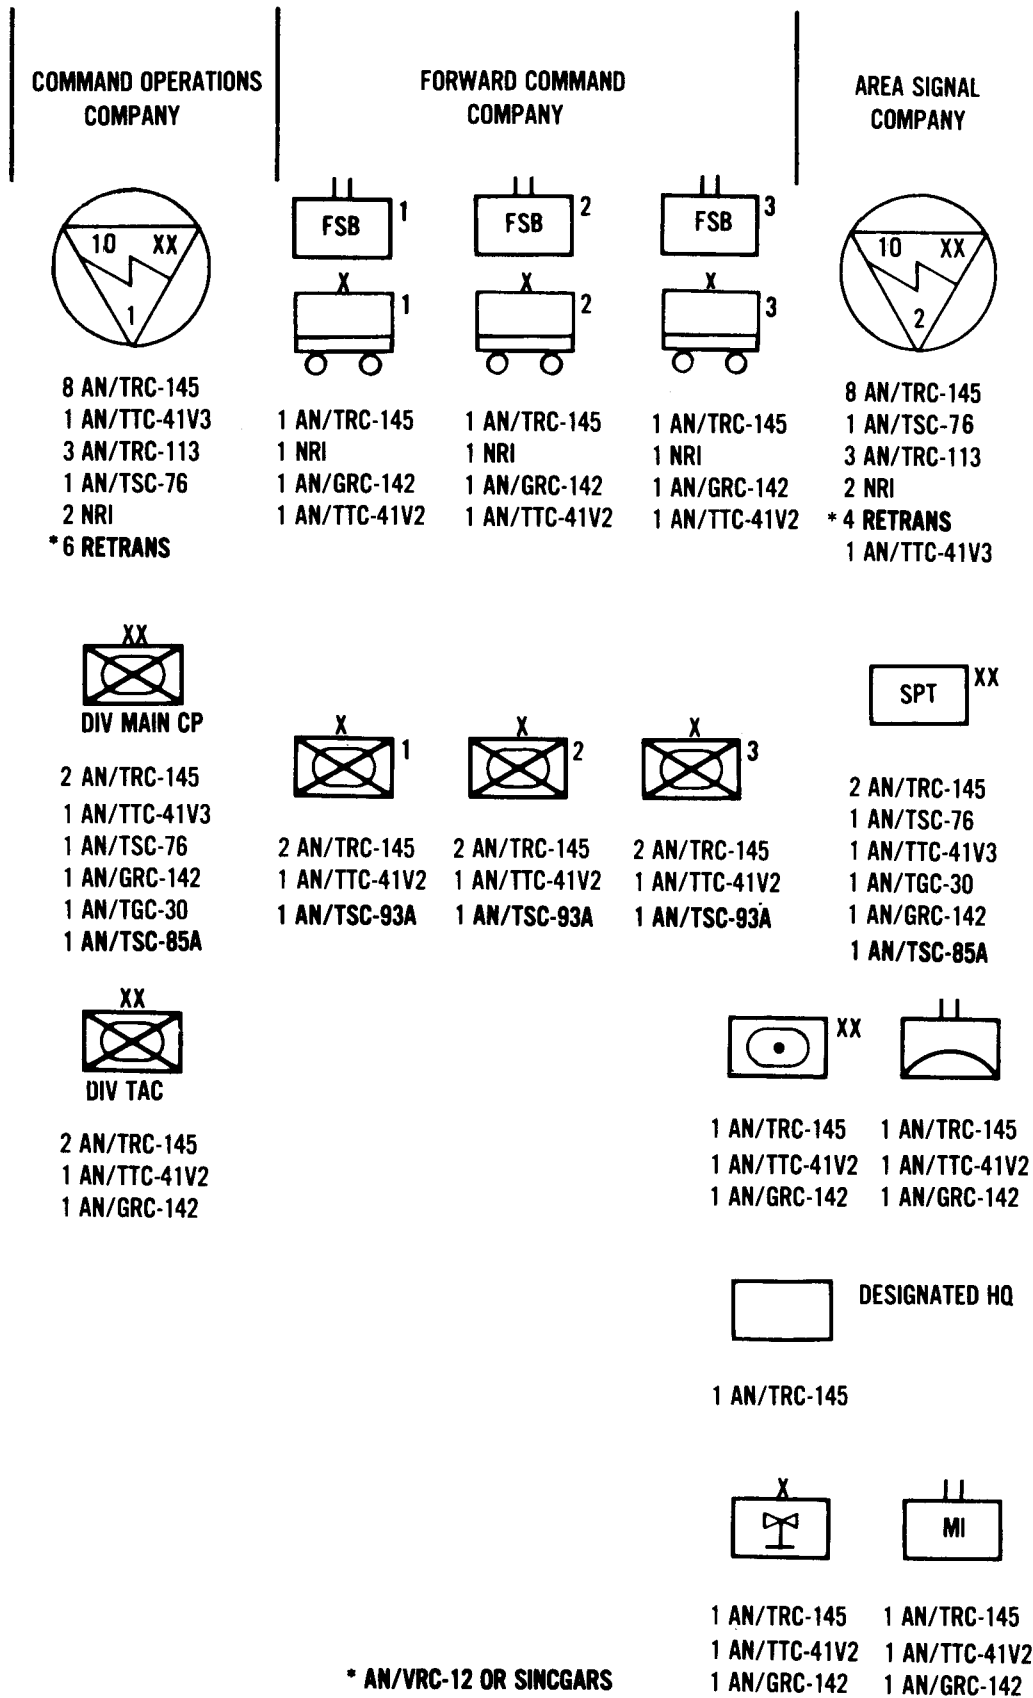 COMMAND OPERATIONS
COMPANY
FORWARD COMMAND
COMPANY
AREA SIGNAL
COMPANY
10 XX
1
FSB
1
FSB
2
FSB
3
10 XX
2
X
1
X
2
X
3
8 AN/TRC-145
1 AN/TTC-41V3
3 AN/TRC-113
1 AN/TSC-76
2 NRI
*6 RETRANS
1 AN/TRC-145
1 NRI
1 AN/GRC-142
1 AN/TTC-41V2
1 AN/TRC-145
1 NRI
1 AN/GRC-142
1 AN/TTC-41V2
1 AN/TRC-145
1 NRI
1 AN/GRC-142
1 AN/TTC-41V2
8 AN/TRC-145
1 AN/TSC-76
3 AN/TRC-113
2 NRI
*4 RETRANS
1 AN/TTC-41V3
XX
DIV MAIN CP
2 AN/TRC-145
1 AN/TTC-41V3
1 AN/TSC-76
1 AN/GRC-142
1 AN/TGC-30
1 AN/TSC-85A
X
1
2 AN/TRC-145
1 AN/TTC-41V2
1 AN/TSC-93A
X
2
2 AN/TRC-145
1 AN/TTC-41V2
1 AN/TSC-93A
X
3
2 AN/TRC-145
1 AN/TTC-41V2
1 AN/TSC-93A
SPT
XX
2 AN/TRC-145
1 AN/TSC-76
1 AN/TTC-41V3
1 AN/TGC-30
1 AN/GRC-142
1 AN/TSC-85A
XX
DIV TAC
2 AN/TRC-145
1 AN/TTC-41V2
1 AN/GRC-142
XX
1 AN/TRC-145
1 AN/TTC-41V2
1 AN/GRC-142
1 AN/TRC-145
1 AN/TTC-41V2
1 AN/GRC-142
DESIGNATED HQ
1 AN/TRC-145
X
MI
1 AN/TRC-145
1 AN/TTC-41V2
1 AN/GRC-142
1 AN/TRC-145
1 AN/TTC-41V2
1 AN/GRC-142
* AN/VRC-12 OR SINCGARS